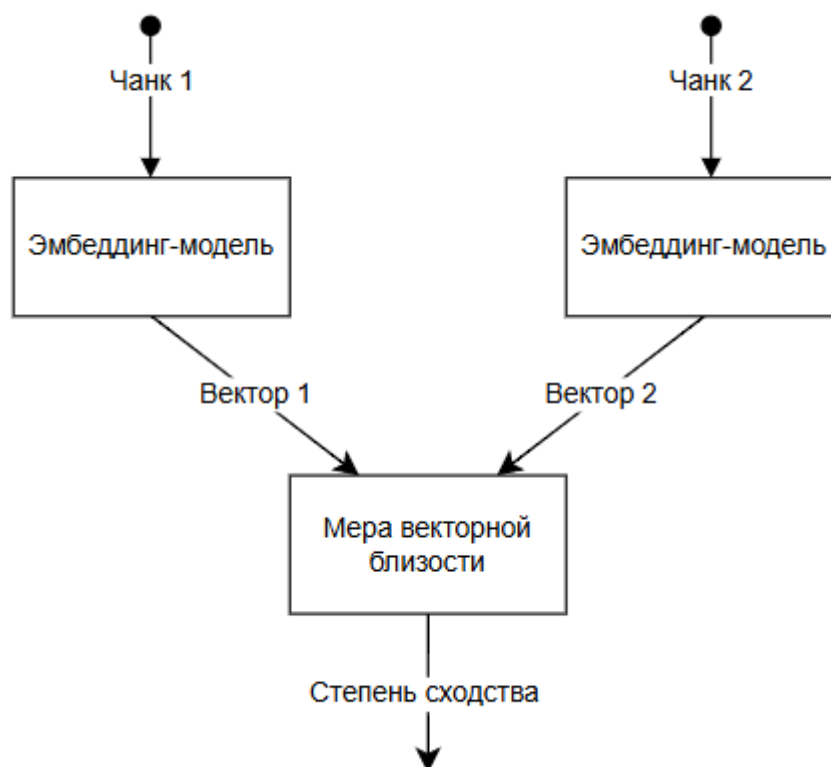 Чанк 1
Чанк 2
Эмбеддинг-модель
Эмбеддинг-модель
Вектор 1
Вектор 2
Мера векторной
близости
Степень сходства